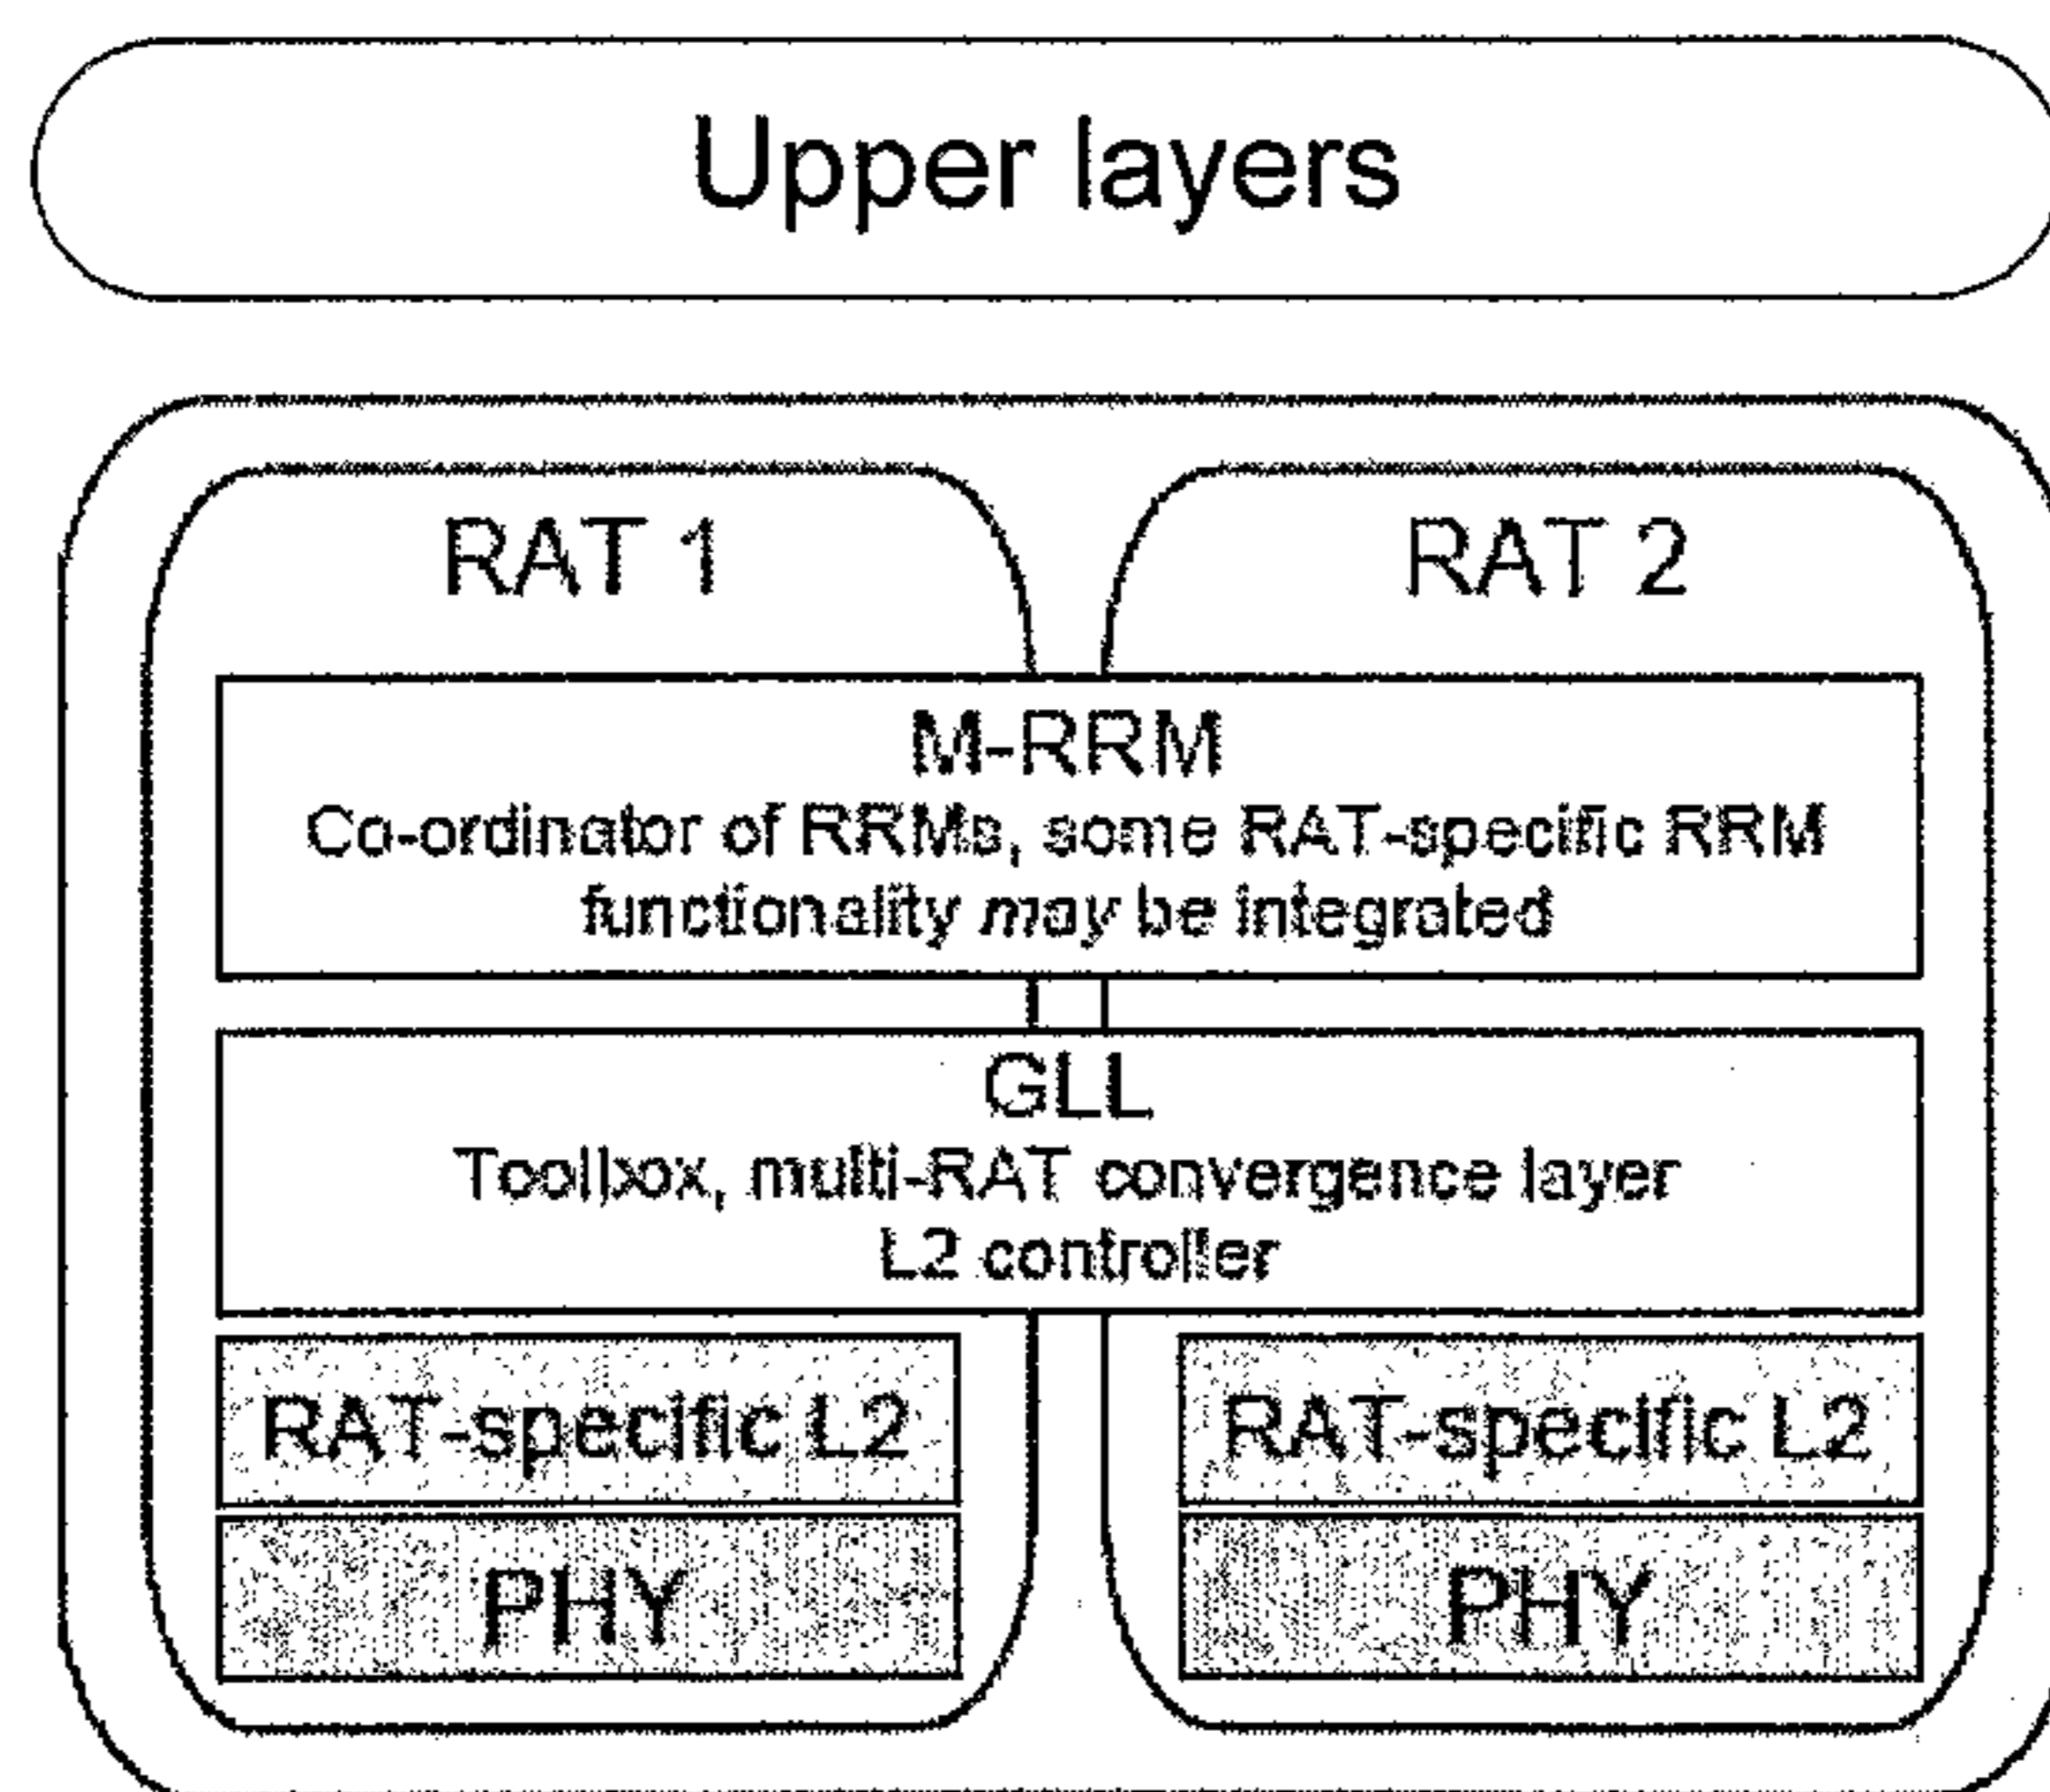 Upper layers
RAT 1
RAT 2
M-RRM
Co-ordinator of RRMs, some RAT-specific RRM
functionality may be integrated
GLL
Toolbox, multi-RAT convergence layer
L2 controller
RAT-specific L2
RAT-specific L2
PHY
PHY